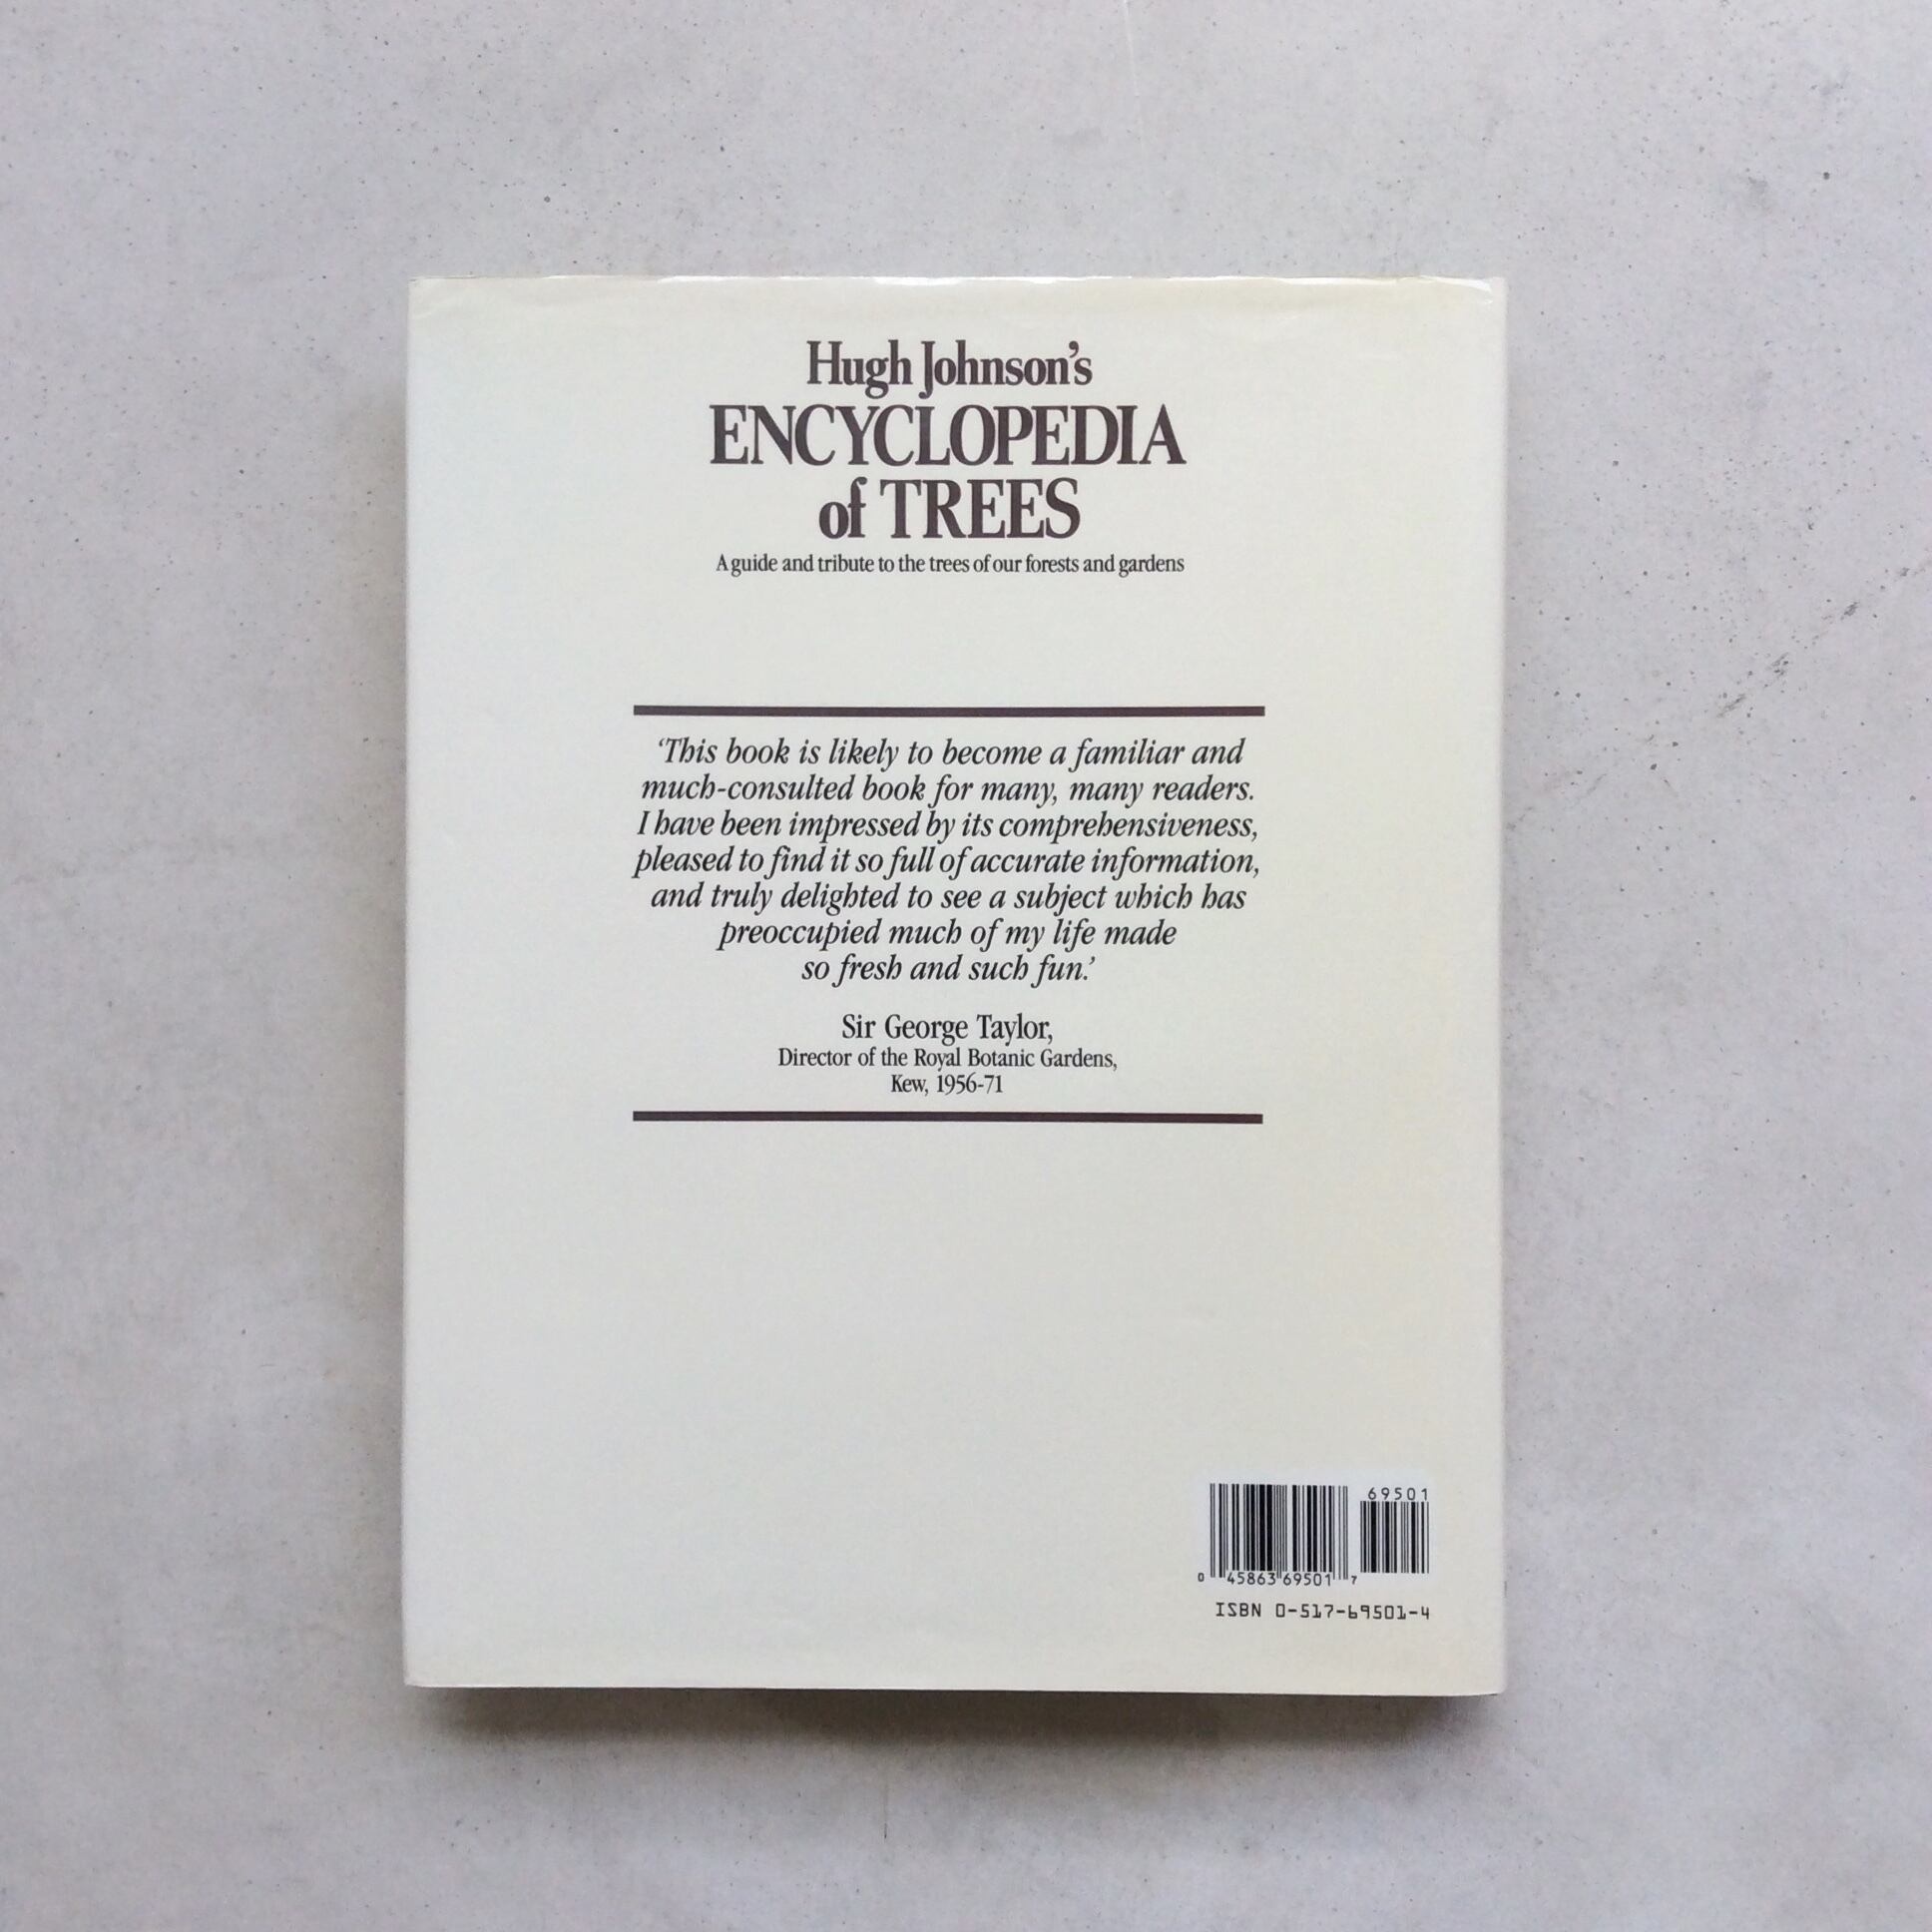 Hugh Johnson's
ENCYCLOPEDIA
of TREES
A guide and tribute to the trees of our forests and gardens
‘This book is likely to become a familiar and
much-consulted book for many, many readers.
I have been impressed by its comprehensiveness,
pleased to find it so full of accurate information,
and truly delighted to see a subject which has
preoccupied much of my life made
so fresh and such fun.’
Sir George Taylor,
Director of the Royal Botanic Gardens,
Kew, 1956-71
69501
0 45863 69501 7
ISBN 0-517-69501-4